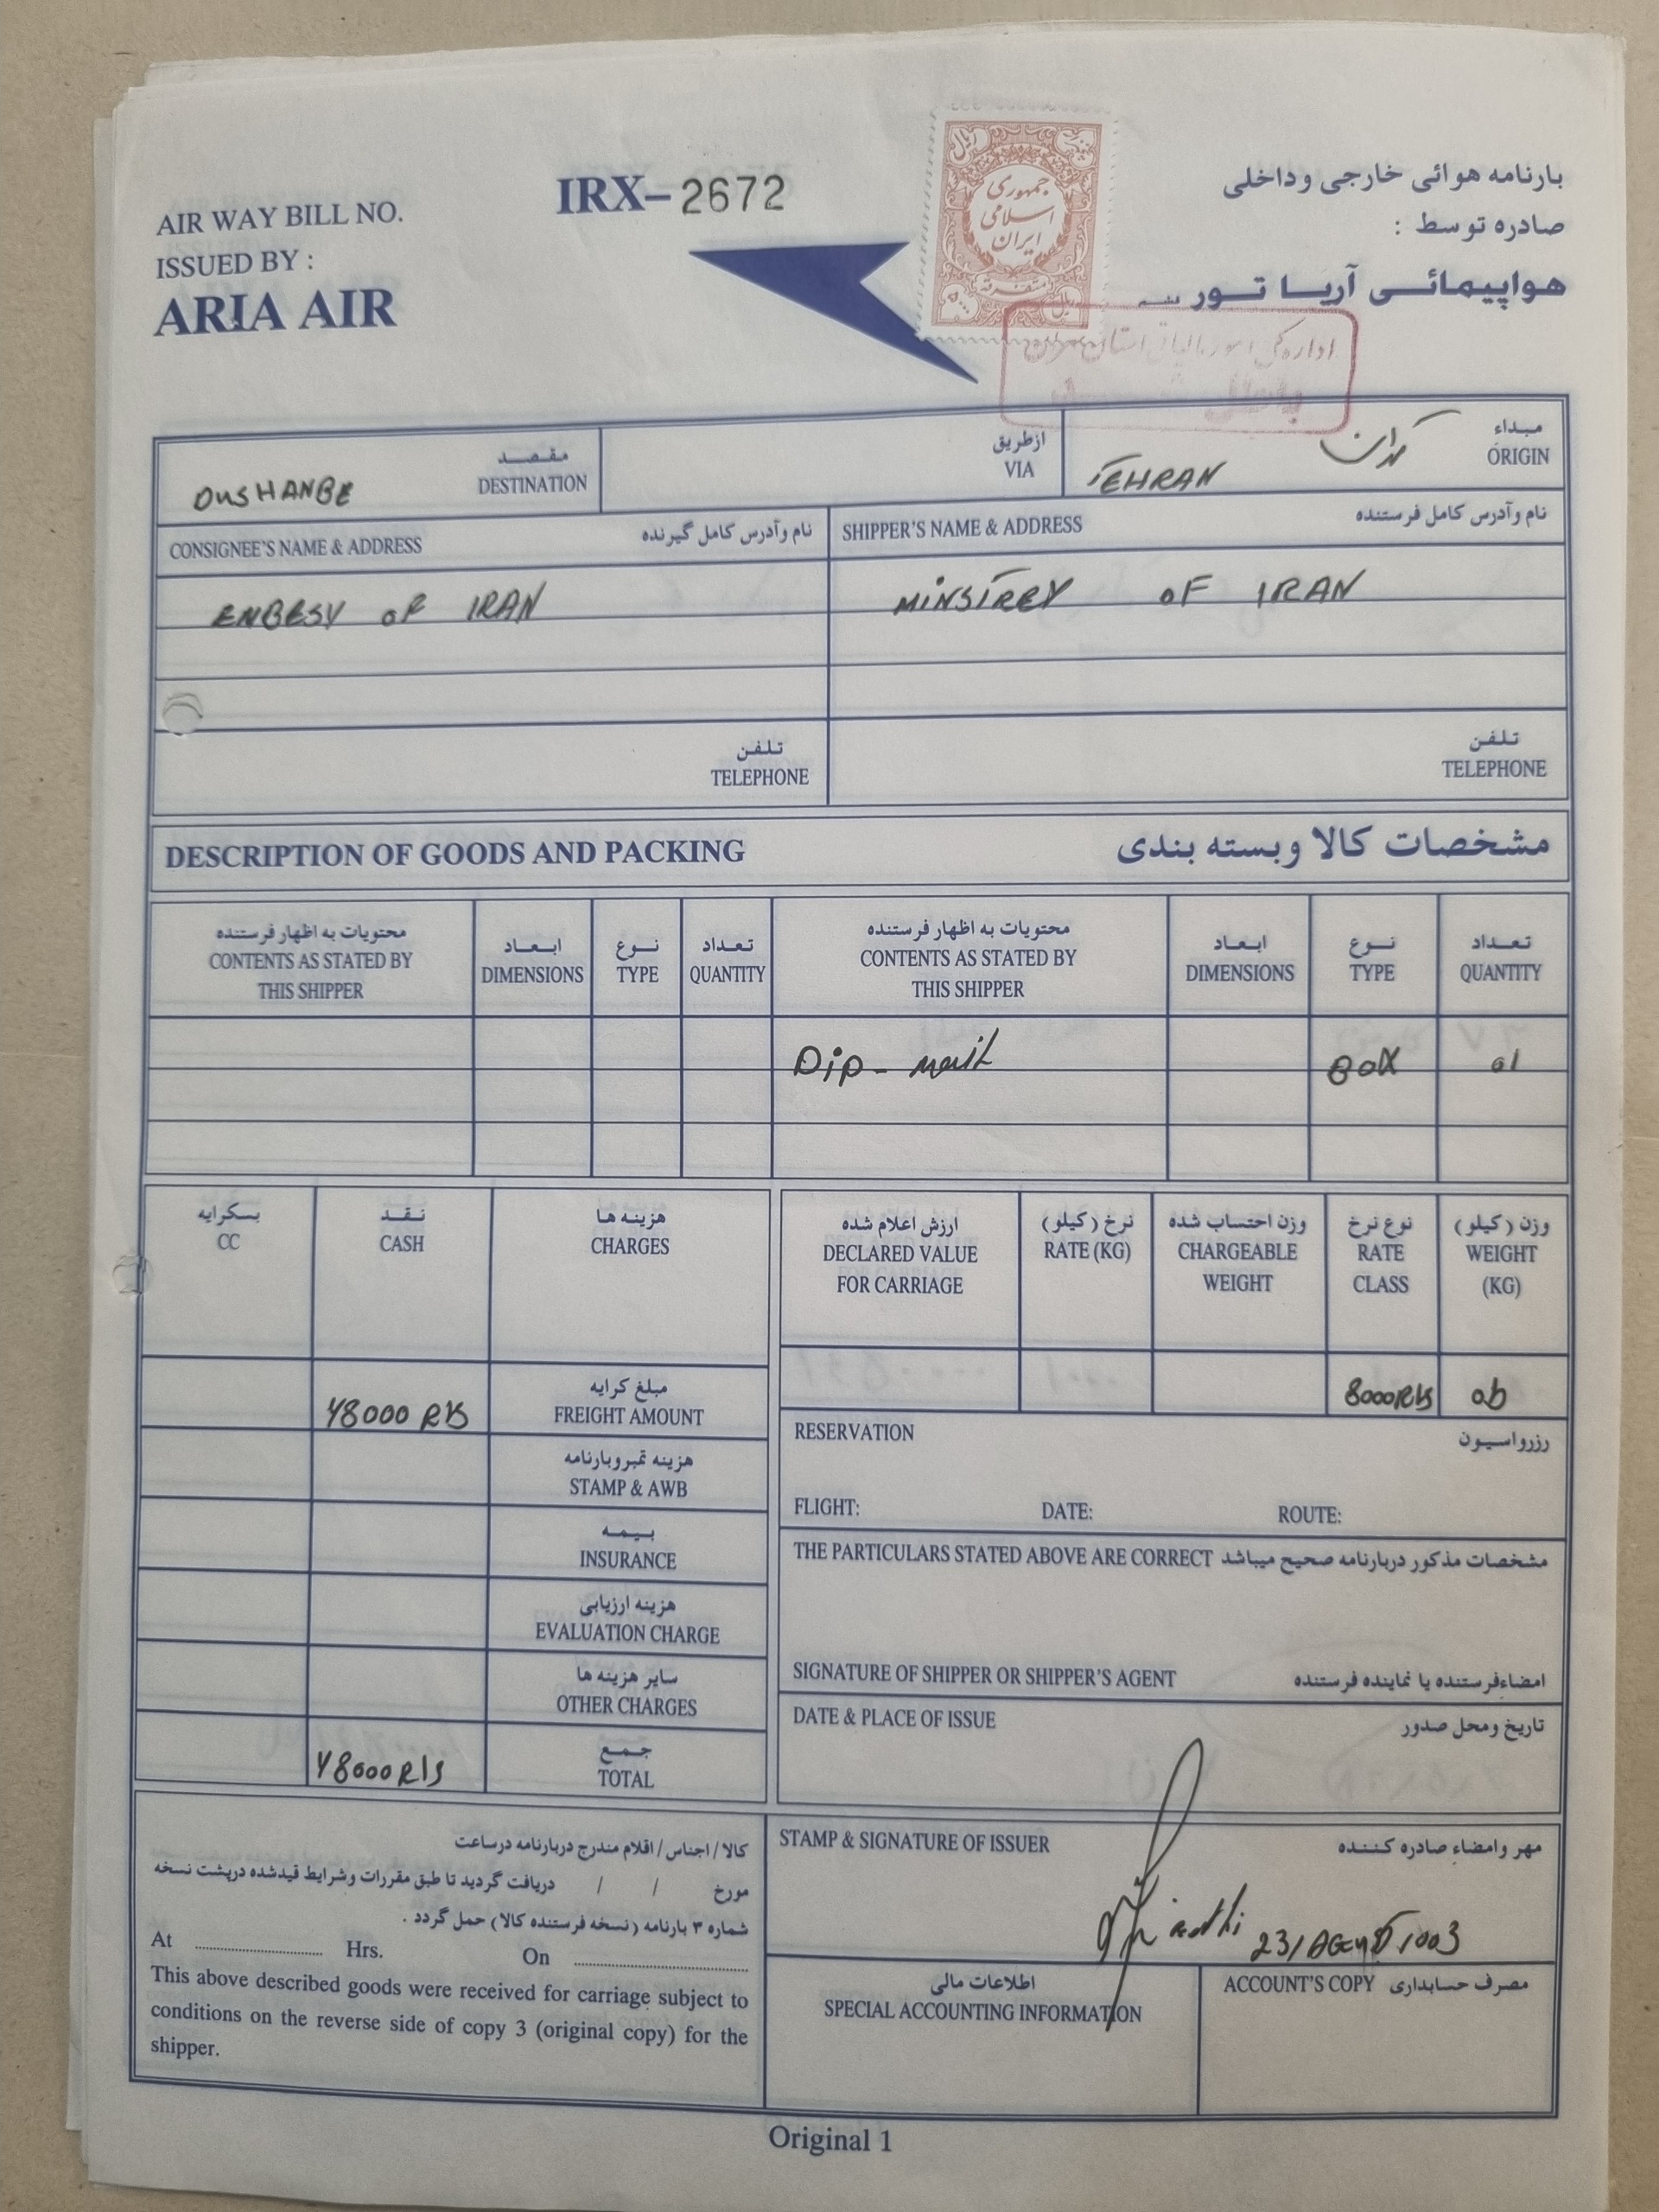 AIR WAY BILL NO.
ISSUED BY :
ARIA AIR
IRX-2672
جمهوری
اسلامی
ایران
متفرقه
ریال
بارنامه هوائی خارجی وداخلی
صادره توسط :
هواپیمائی آریا تور
اداره کل امور مالیاتی استان تهران
مقصد
DESTINATION
DUSHANBE
ازطریق
VIA
مبداء
ORIGIN
TEHRAN
تهران
CONSIGNEE'S NAME & ADDRESS نام وآدرس کامل گیرنده
EMBESY OF IRAN
تلفن
TELEPHONE
SHIPPER'S NAME & ADDRESS نام وآدرس کامل فرستنده
MINSTREY OF IRAN
تلفن
TELEPHONE
DESCRIPTION OF GOODS AND PACKING مشخصات کالا وبسته بندی
محتویات به اظهار فرستنده
CONTENTS AS STATED BY
THIS SHIPPER
ابعاد
DIMENSIONS
نوع
TYPE
تعداد
QUANTITY
محتویات به اظهار فرستنده
CONTENTS AS STATED BY
THIS SHIPPER
ابعاد
DIMENSIONS
نوع
TYPE
تعداد
QUANTITY
Dip - mail BOX 01
بسکرایه
CC
نقد
CASH
هزینه ها
CHARGES
48000 RLS
مبلغ کرایه
FREIGHT AMOUNT
هزینه تمبروبارنامه
STAMP & AWB
بیمه
INSURANCE
هزینه ارزیابی
EVALUATION CHARGE
سایر هزینه ها
OTHER CHARGES
48000 RLS
جمع
TOTAL
ارزش اعلام شده
DECLARED VALUE
FOR CARRIAGE
نرخ (کیلو)
RATE (KG)
وزن احتساب شده
CHARGEABLE
WEIGHT
نوع نرخ
RATE
CLASS
وزن (کیلو)
WEIGHT
(KG)
8000RLS 06
RESERVATION رزرواسیون
FLIGHT: DATE: ROUTE:
THE PARTICULARS STATED ABOVE ARE CORRECT مشخصات مذکور دربارنامه صحیح میباشد
SIGNATURE OF SHIPPER OR SHIPPER'S AGENT امضاءفرستنده یا نماینده فرستنده
DATE & PLACE OF ISSUE تاریخ ومحل صدور
STAMP & SIGNATURE OF ISSUER مهر وامضاء صادره کننده
کالا / اجناس / اقلام مندرج دربارنامه درساعت
مورخ / / دریافت گردید تا طبق مقررات وشرایط قیدشده درپشت نسخه
شماره ۳ بارنامه (نسخه فرستنده کالا) حمل گردد .
At Hrs. On
This above described goods were received for carriage subject to
conditions on the reverse side of copy 3 (original copy) for the
shipper.
اطلاعات مالی
SPECIAL ACCOUNTING INFORMATION
ACCOUNT'S COPY مصرف حسابداری
Original 1